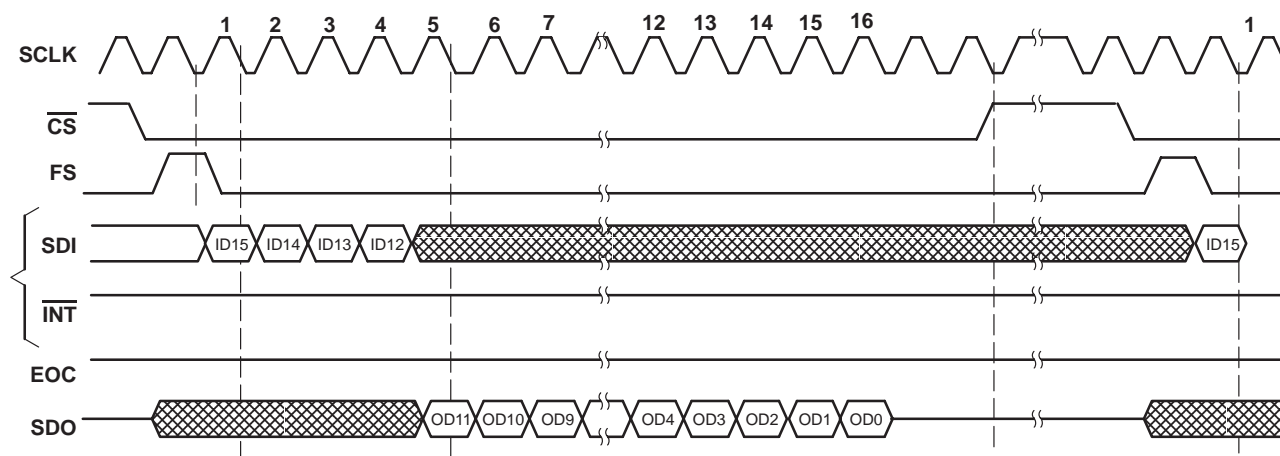 1 2 3 4 5 6 7 12 13 14 15 16 1
SCLK
CS
FS
SDI ID15 ID14 ID13 ID12 ID15
INT
EOC
SDO OD11 OD10 OD9 OD4 OD3 OD2 OD1 OD0